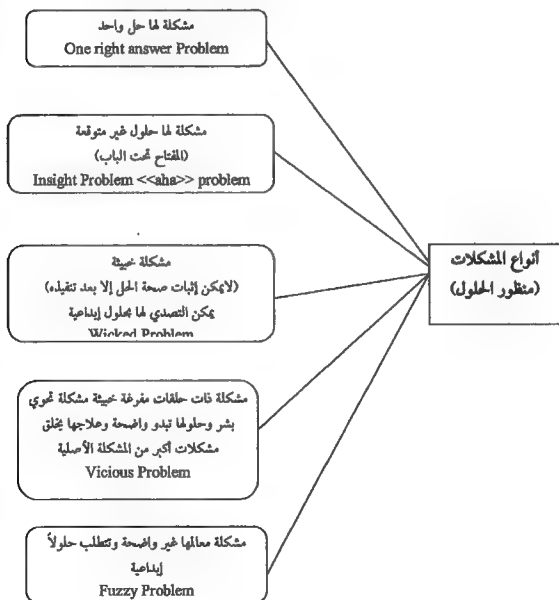 مشكلة لها حل واحد
One right answer Problem
مشكلة لها حلول غير متوقعة
(المفتاح تحت الباب)
Insight Problem <<aha>> problem
مشكلة خبيثة
(لايمكن إثبات صحة الحل إلا بعد تنفيذه)
يمكن التصدي لها بحلول إبداعية
Wicked Problem
مشكلة ذات حلقات مفرغة خبيثة مشكلة تحوي
بشر وحلولها تبدو واضحة وعلاجها يخلق
مشكلات أكبر من المشكلة الأصلية
Vicious Problem
مشكلة معالمها غير واضحة وتتطلب حلولاً
إبداعية
Fuzzy Problem
أنواع المشكلات
(منظور الحلول)